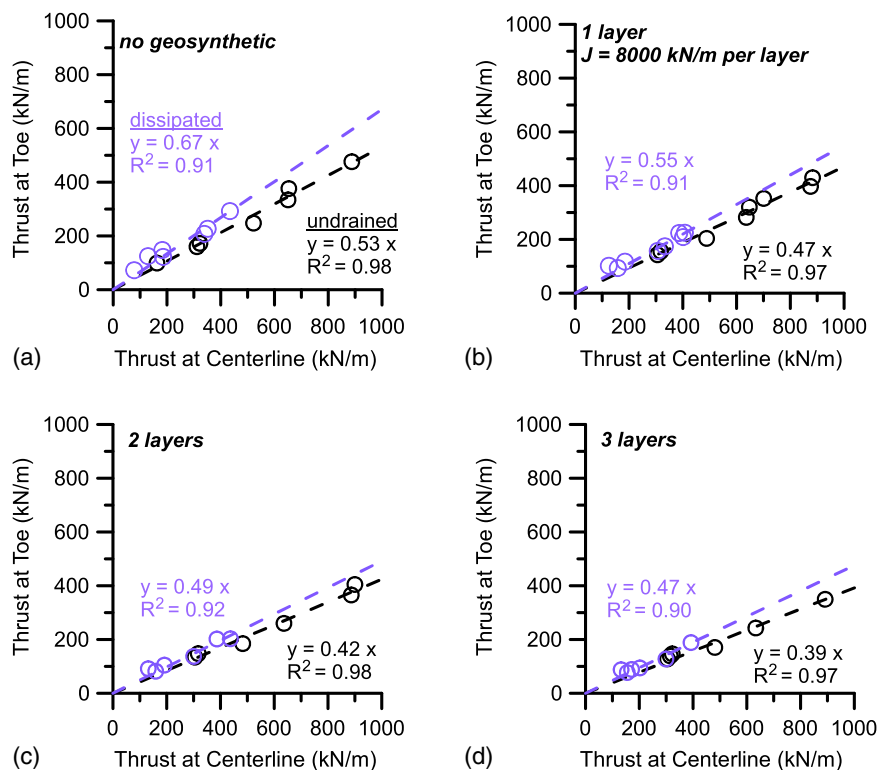 no geosynthetic
Thrust at Toe (kN/m)
1000
800
600
400
200
0
dissipated
y = 0.67 x
R² = 0.91
undrained
y = 0.53 x
R² = 0.98
0 200 400 600 800 1000
(a)
Thrust at Centerline (kN/m)
1 layer
J = 8000 kN/m per layer
Thrust at Toe (kN/m)
1000
800
600
400
200
0
y = 0.55 x
R² = 0.91
y = 0.47 x
R² = 0.97
0 200 400 600 800 1000
(b)
Thrust at Centerline (kN/m)
2 layers
Thrust at Toe (kN/m)
1000
800
600
400
200
0
y = 0.49 x
R² = 0.92
y = 0.42 x
R² = 0.98
0 200 400 600 800 1000
(c)
Thrust at Centerline (kN/m)
3 layers
Thrust at Toe (kN/m)
1000
800
600
400
200
0
y = 0.47 x
R² = 0.90
y = 0.39 x
R² = 0.97
0 200 400 600 800 1000
(d)
Thrust at Centerline (kN/m)